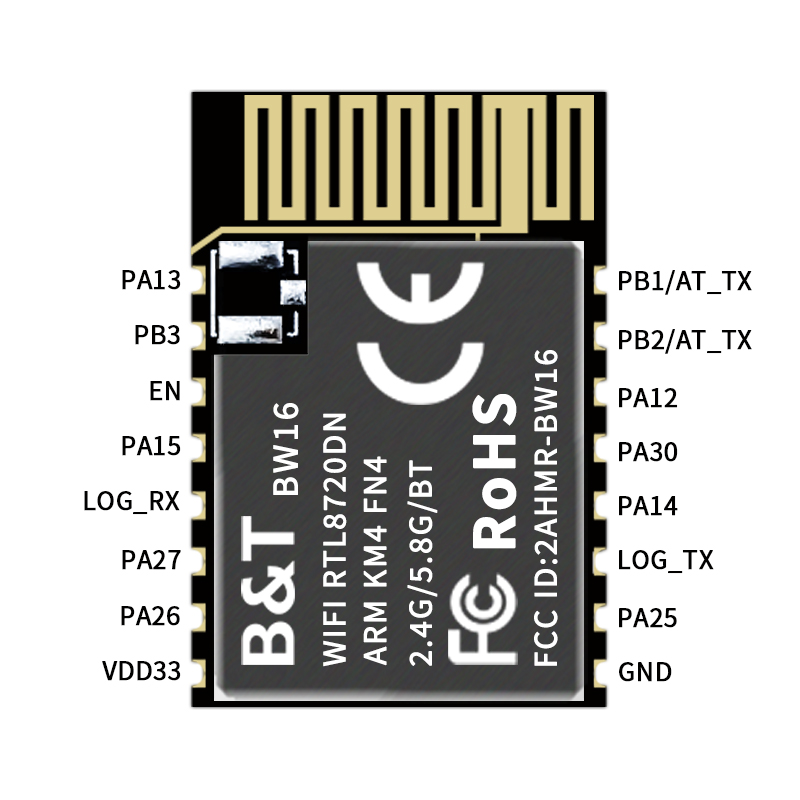 PA13
PB3
EN
PA15
LOG_RX
PA27
PA26
VDD33
B&T BW16
WIFI RTL8720DN
ARM KM4 FN4
2.4G/5.8G/BT
CE
FC RoHS
FCC ID:2AHMR-BW16
PB1/AT_TX
PB2/AT_TX
PA12
PA30
PA14
LOG_TX
PA25
GND